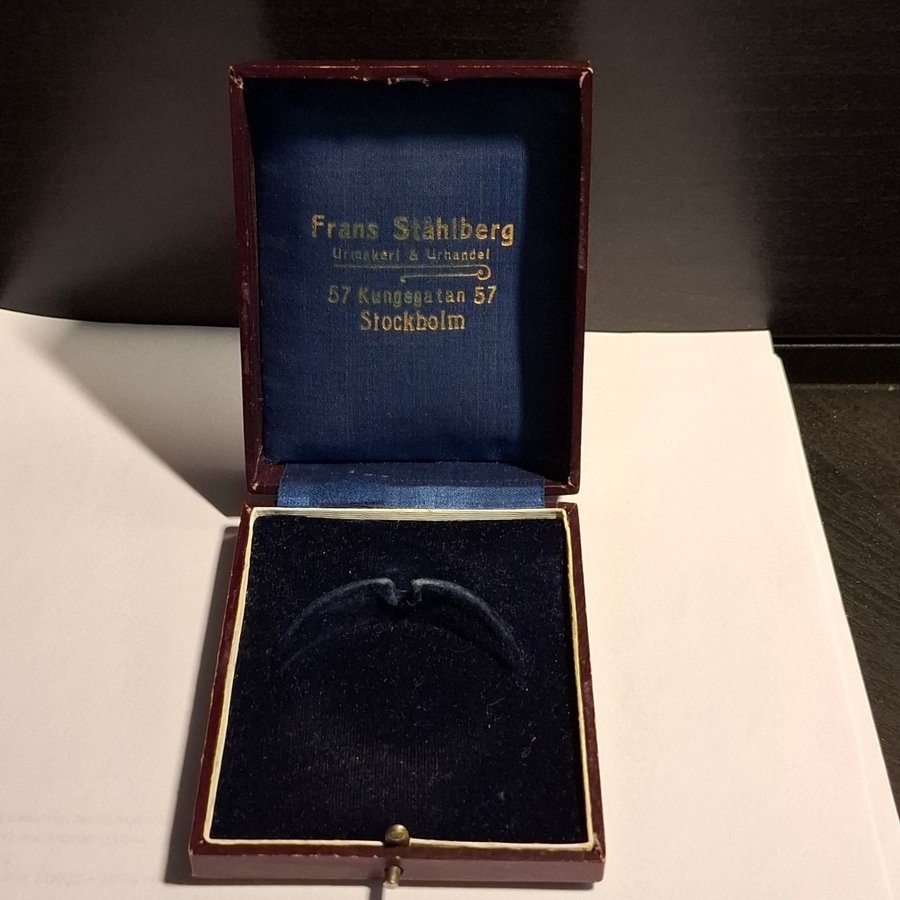 Frans Ståhlberg
Urmakeri & Urhandel
57 Kungsgatan 57
Stockholm